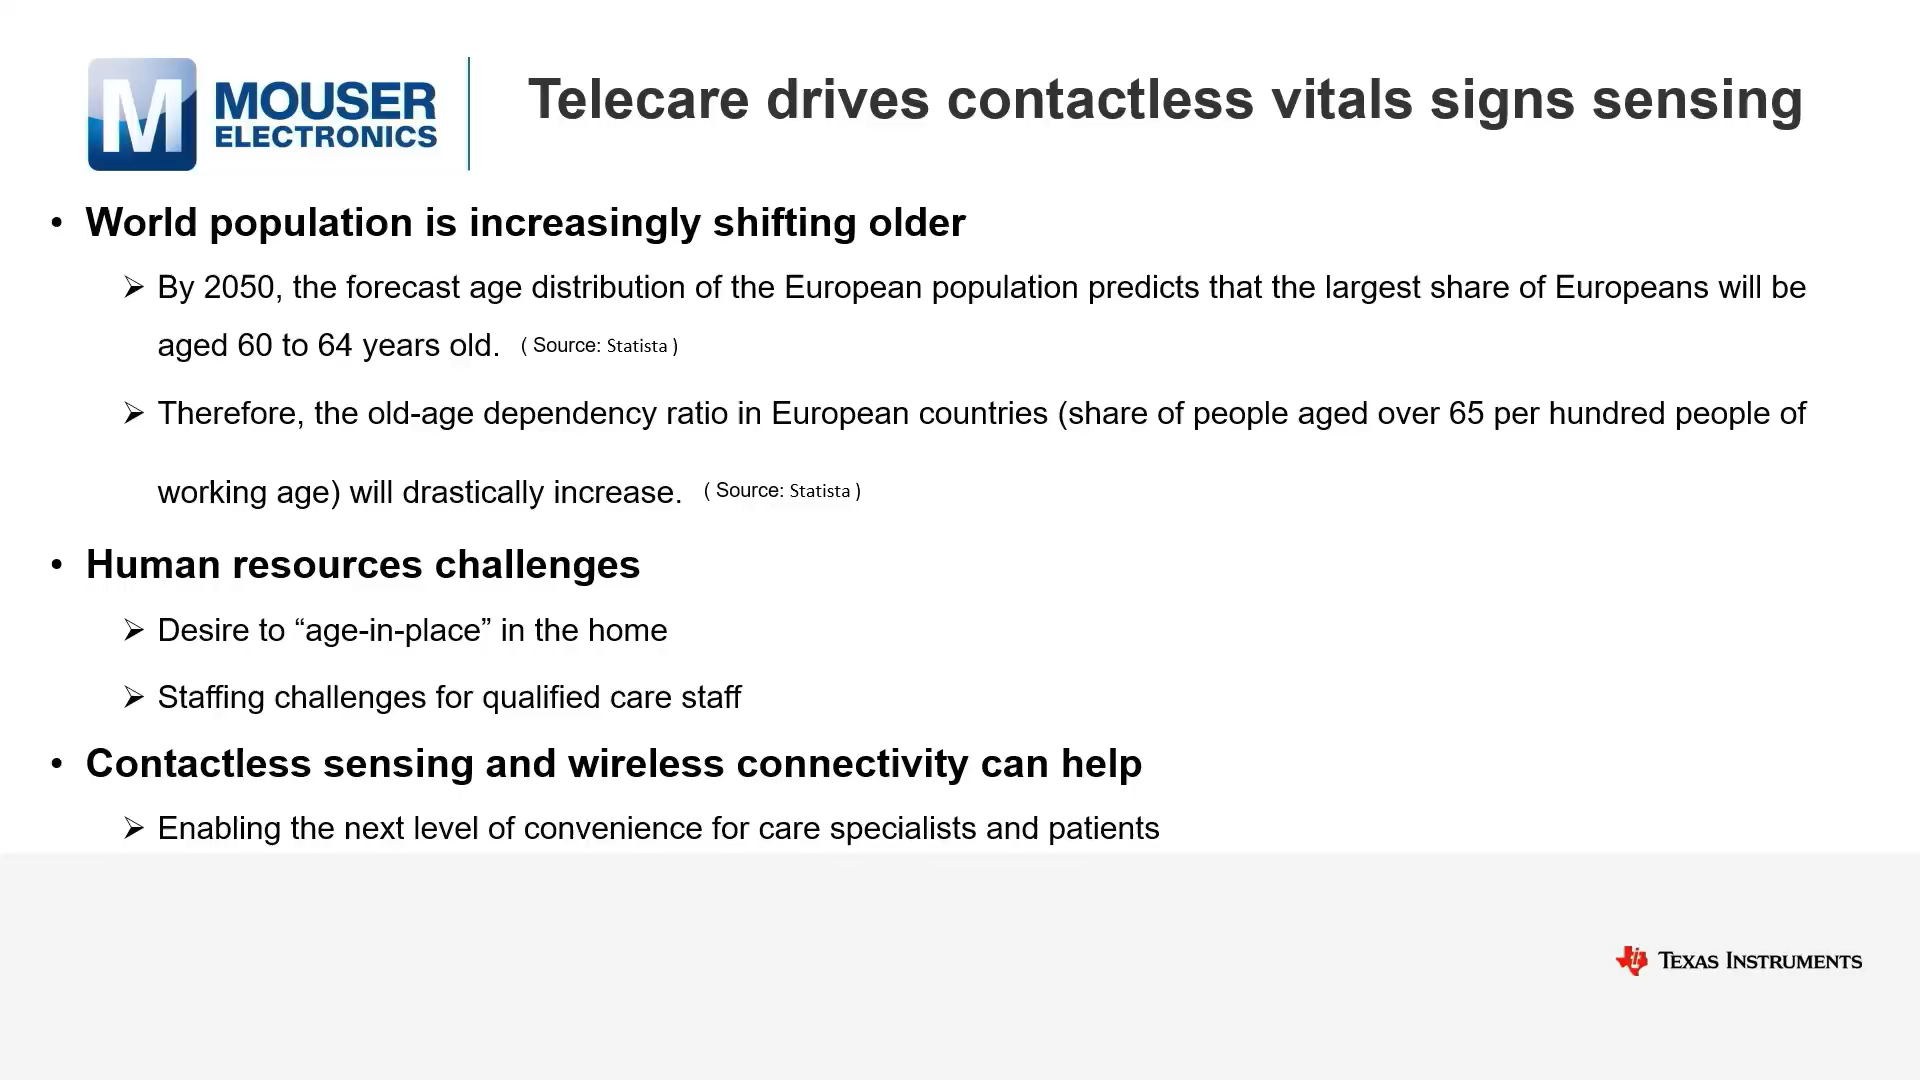 M MOUSER
ELECTRONICS
Telecare drives contactless vitals signs sensing
• World population is increasingly shifting older
➢ By 2050, the forecast age distribution of the European population predicts that the largest share of Europeans will be
aged 60 to 64 years old. ( Source: Statista )
➢ Therefore, the old-age dependency ratio in European countries (share of people aged over 65 per hundred people of
working age) will drastically increase. ( Source: Statista )
• Human resources challenges
➢ Desire to “age-in-place” in the home
➢ Staffing challenges for qualified care staff
• Contactless sensing and wireless connectivity can help
➢ Enabling the next level of convenience for care specialists and patients
TEXAS INSTRUMENTS